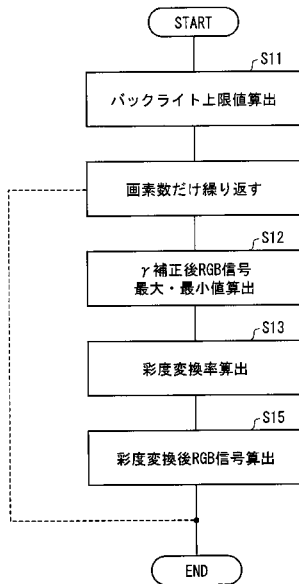 START
S11
バックライト上限値算出
画素数だけ繰り返す
S12
γ補正後RGB信号
最大・最小値算出
S13
彩度変換率算出
S15
彩度変換後RGB信号算出
END